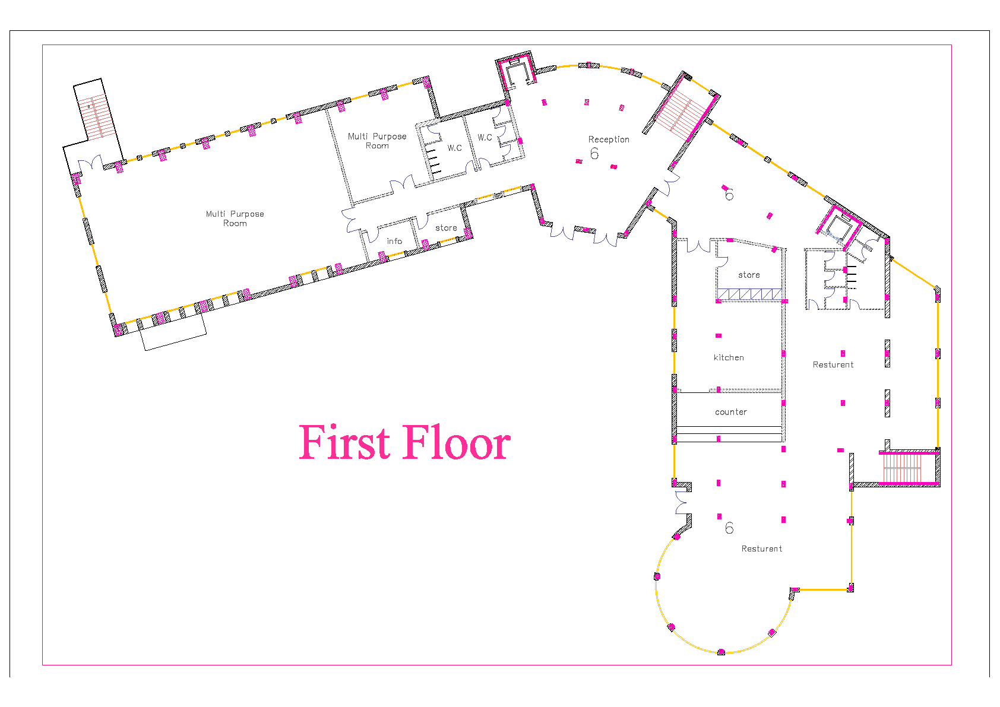 Multi Purpose
Room
W.C
W.C
Reception
6
6
Multi Purpose
Room
store
info
store
kitchen
Resturent
counter
First Floor
6
Resturent